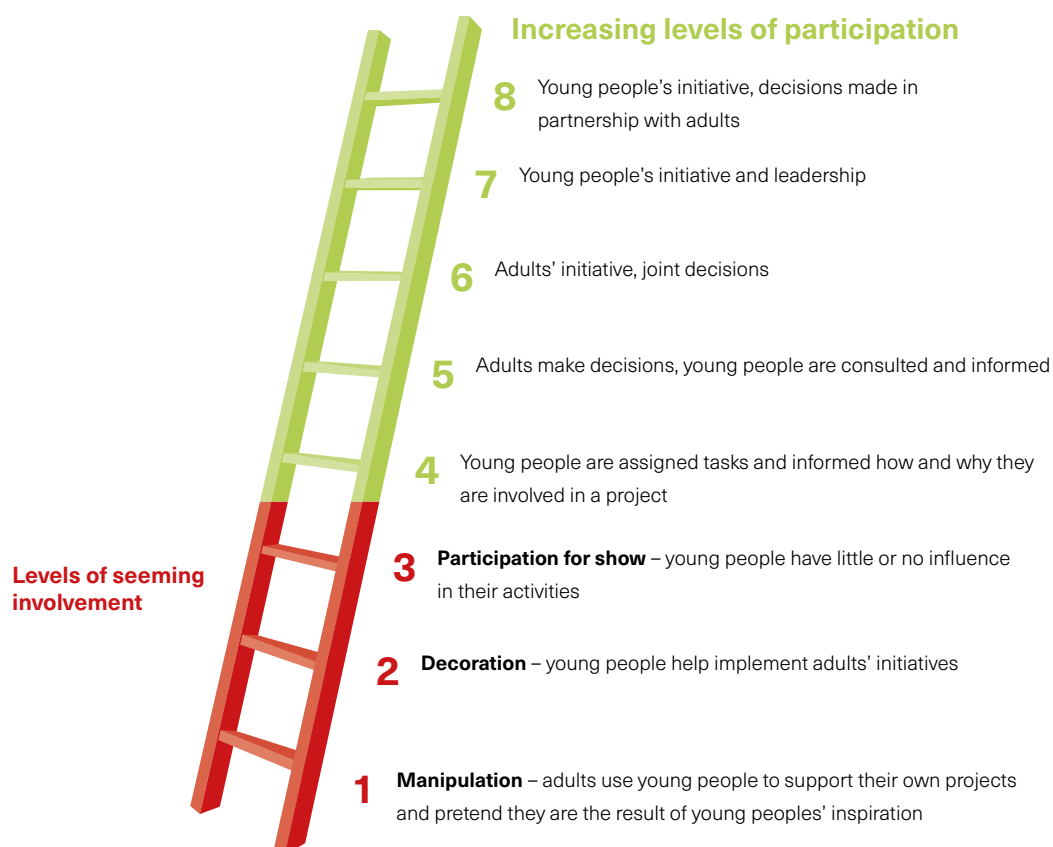 Increasing levels of participation
8
Young people’s initiative, decisions made in
partnership with adults
7
Young people’s initiative and leadership
6
Adults’ initiative, joint decisions
5
Adults make decisions, young people are consulted and informed
4
Young people are assigned tasks and informed how and why they
are involved in a project
Levels of seeming
involvement
3
Participation for show – young people have little or no influence
in their activities
2
Decoration – young people help implement adults’ initiatives
1
Manipulation – adults use young people to support their own projects
and pretend they are the result of young peoples’ inspiration